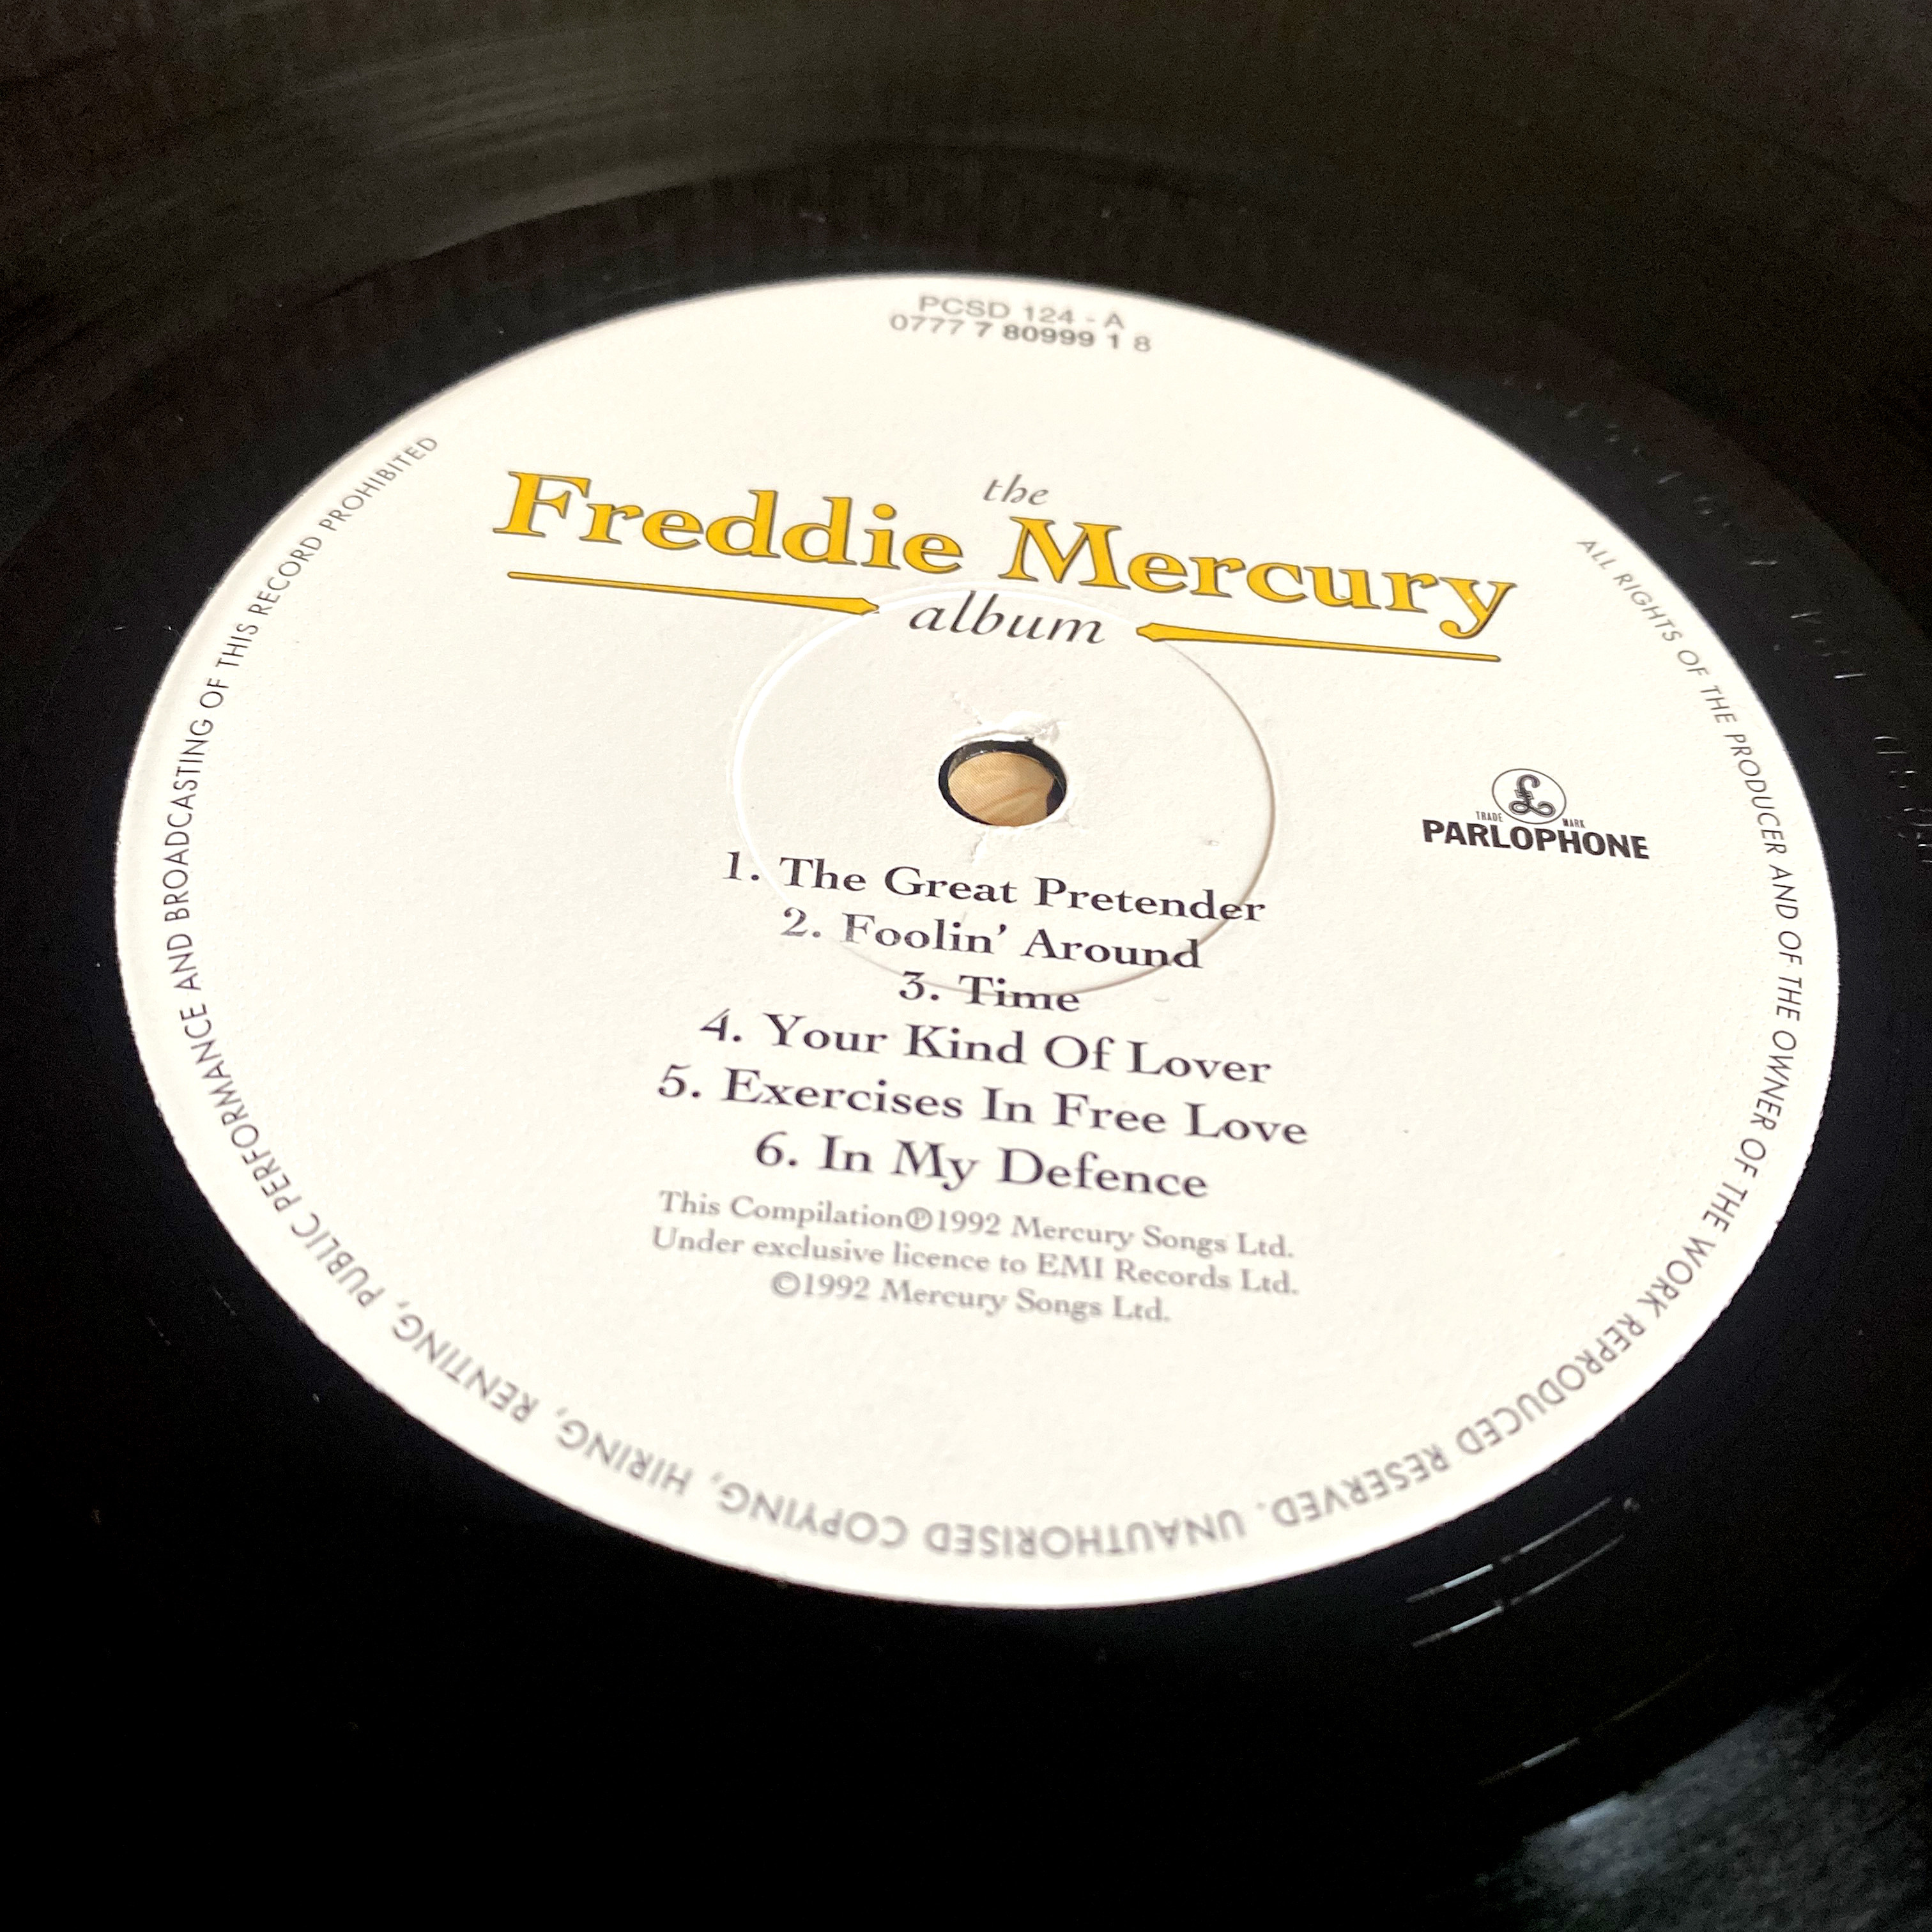 PCSD 124 - A
0777 7 80999 1 8
the
Freddie Mercury
album
£
TRADE MARK
PARLOPHONE
1. The Great Pretender
2. Foolin’ Around
3. Time
4. Your Kind Of Lover
5. Exercises In Free Love
6. In My Defence
This Compilation℗1992 Mercury Songs Ltd.
Under exclusive licence to EMI Records Ltd.
©1992 Mercury Songs Ltd.
ALL RIGHTS OF THE PRODUCER AND OF THE OWNER OF THE WORK REPRODUCED RESERVED. UNAUTHORISED COPYING, HIRING, RENTING, PUBLIC PERFORMANCE AND BROADCASTING OF THIS RECORD PROHIBITED